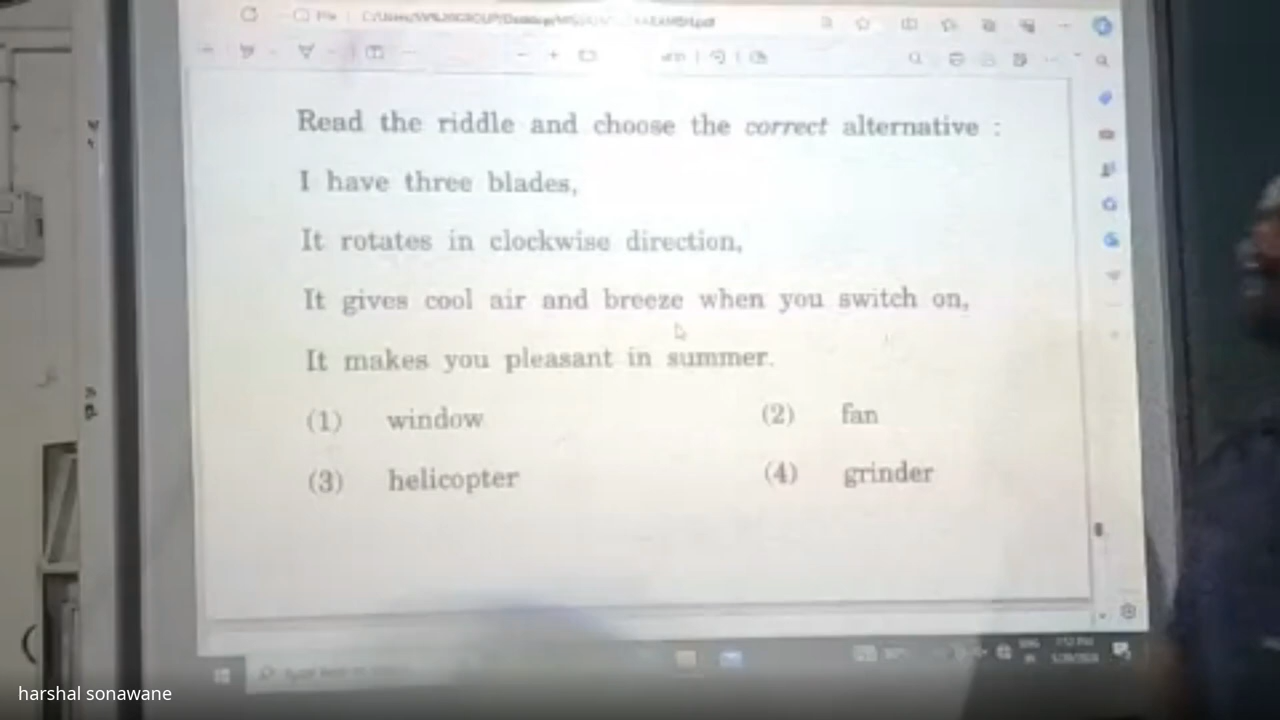 Read the riddle and choose the correct alternative :
I have three blades,
It rotates in clockwise direction,
It gives cool air and breeze when you switch on,
It makes you pleasant in summer.
(1) window (2) fan
(3) helicopter (4) grinder
harshal sonawane